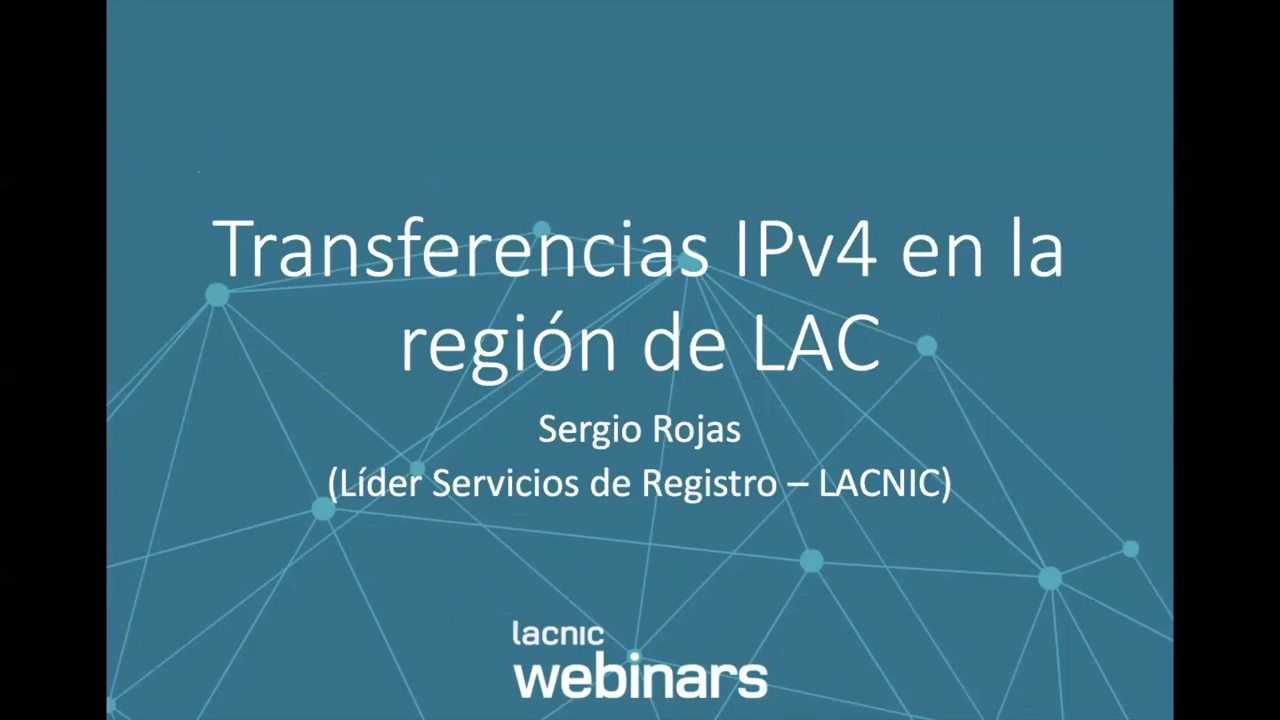 Transferencias IPv4 en la
región de LAC
Sergio Rojas
(Líder Servicios de Registro – LACNIC)
lacnic
webinars